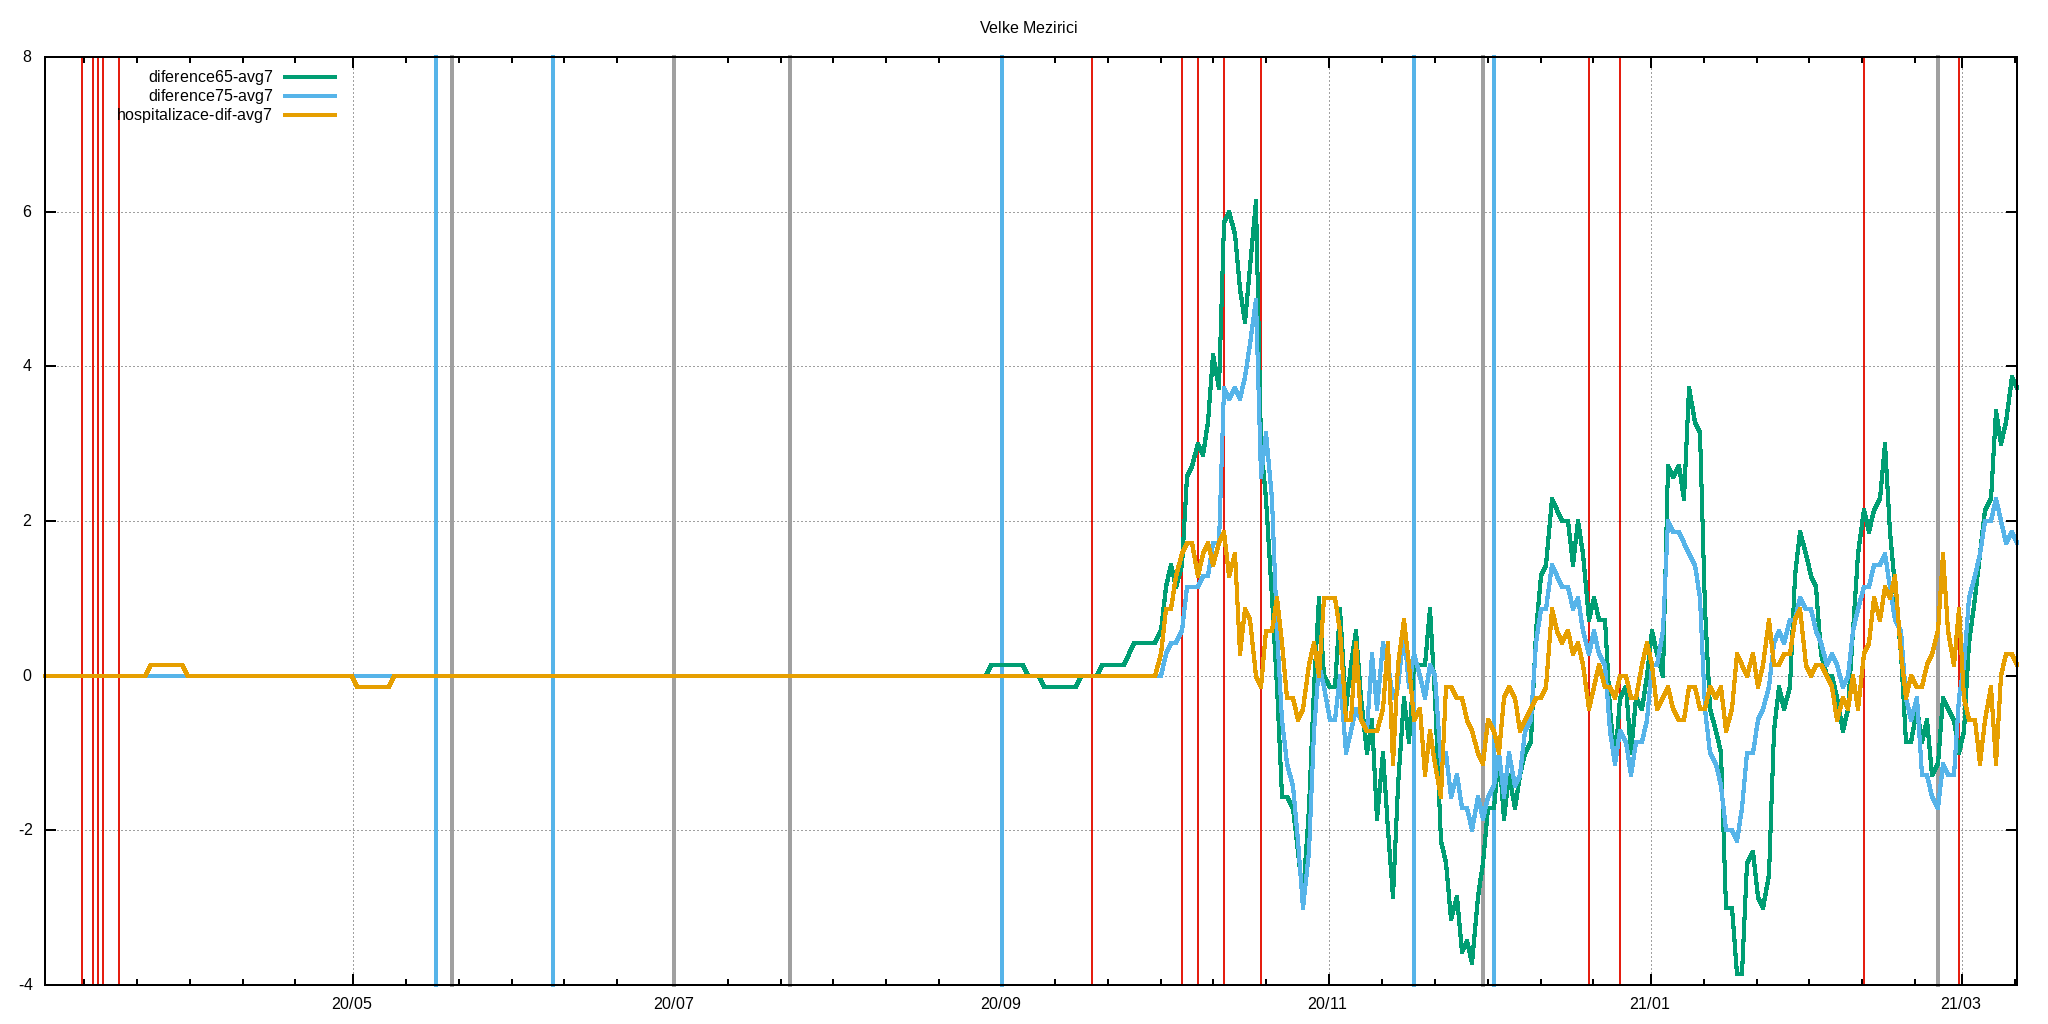 Velke Mezirici
8
diference65-avg7
diference75-avg7
hospitalizace-dif-avg7
6
4
2
0
-2
-4
20/05 20/07 20/09 20/11 21/01 21/03